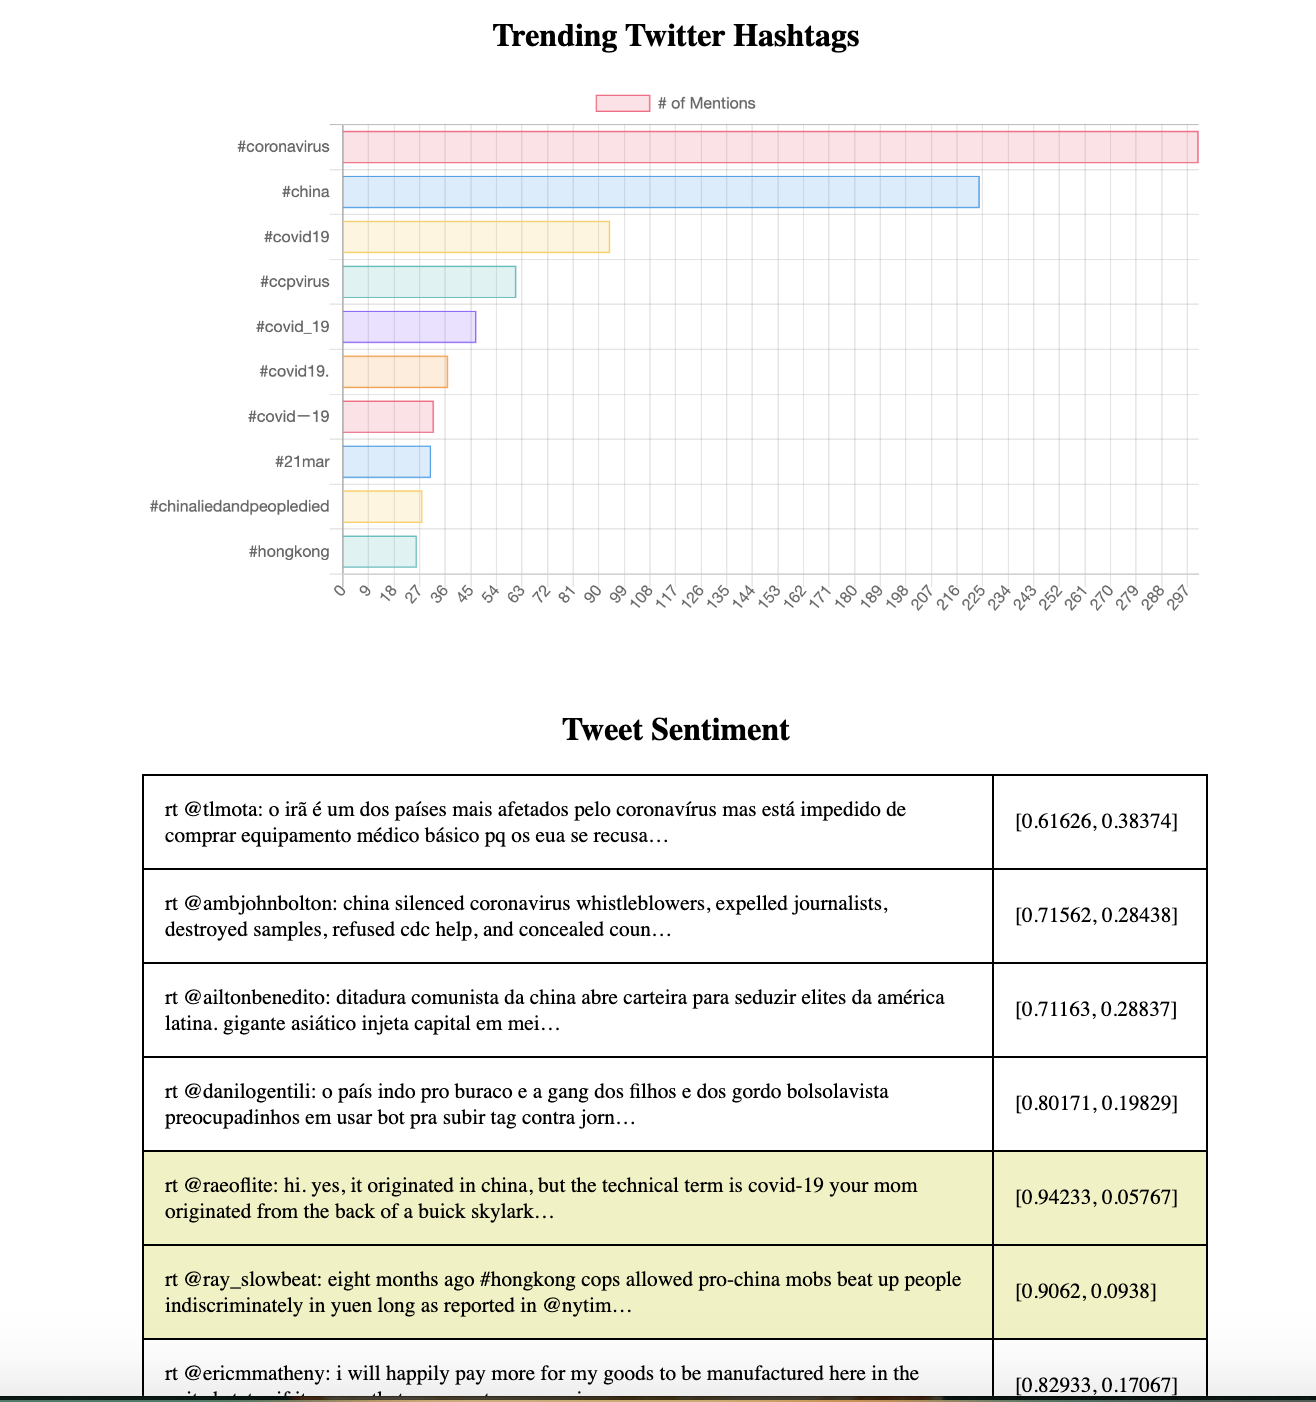 Trending Twitter Hashtags
# of Mentions
#coronavirus
#china
#covid19
#ccpvirus
#covid_19
#covid19.
#covid一19
#21mar
#chinaliedandpeopledied
#hongkong
0 9 18 27 36 45 54 63 72 81 90 99 108 117 126 135 144 153 162 171 180 189 198 207 216 225 234 243 252 261 270 279 288 297
Tweet Sentiment
rt @tlmota: o irã é um dos países mais afetados pelo coronavírus mas está impedido de
comprar equipamento médico básico pq os eua se recusa…
[0.61626, 0.38374]
rt @ambjohnbolton: china silenced coronavirus whistleblowers, expelled journalists,
destroyed samples, refused cdc help, and concealed coun…
[0.71562, 0.28438]
rt @ailtonbenedito: ditadura comunista da china abre carteira para seduzir elites da américa
latina. gigante asiático injeta capital em mei…
[0.71163, 0.28837]
rt @danilogentili: o país indo pro buraco e a gang dos filhos e dos gordo bolsolavista
preocupadinhos em usar bot pra subir tag contra jorn…
[0.80171, 0.19829]
rt @raeoflite: hi. yes, it originated in china, but the technical term is covid-19 your mom
originated from the back of a buick skylark…
[0.94233, 0.05767]
rt @ray_slowbeat: eight months ago #hongkong cops allowed pro-china mobs beat up people
indiscriminately in yuen long as reported in @nytim…
[0.9062, 0.0938]
rt @ericmmatheny: i will happily pay more for my goods to be manufactured here in the
[0.82933, 0.17067]